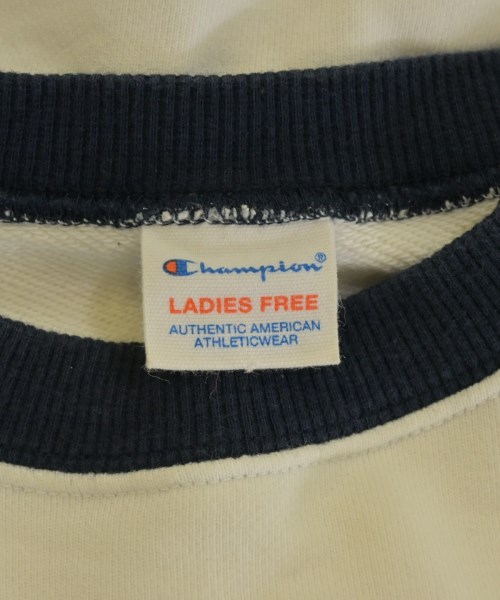 Champion®
LADIES FREE
AUTHENTIC AMERICAN
ATHLETICWEAR